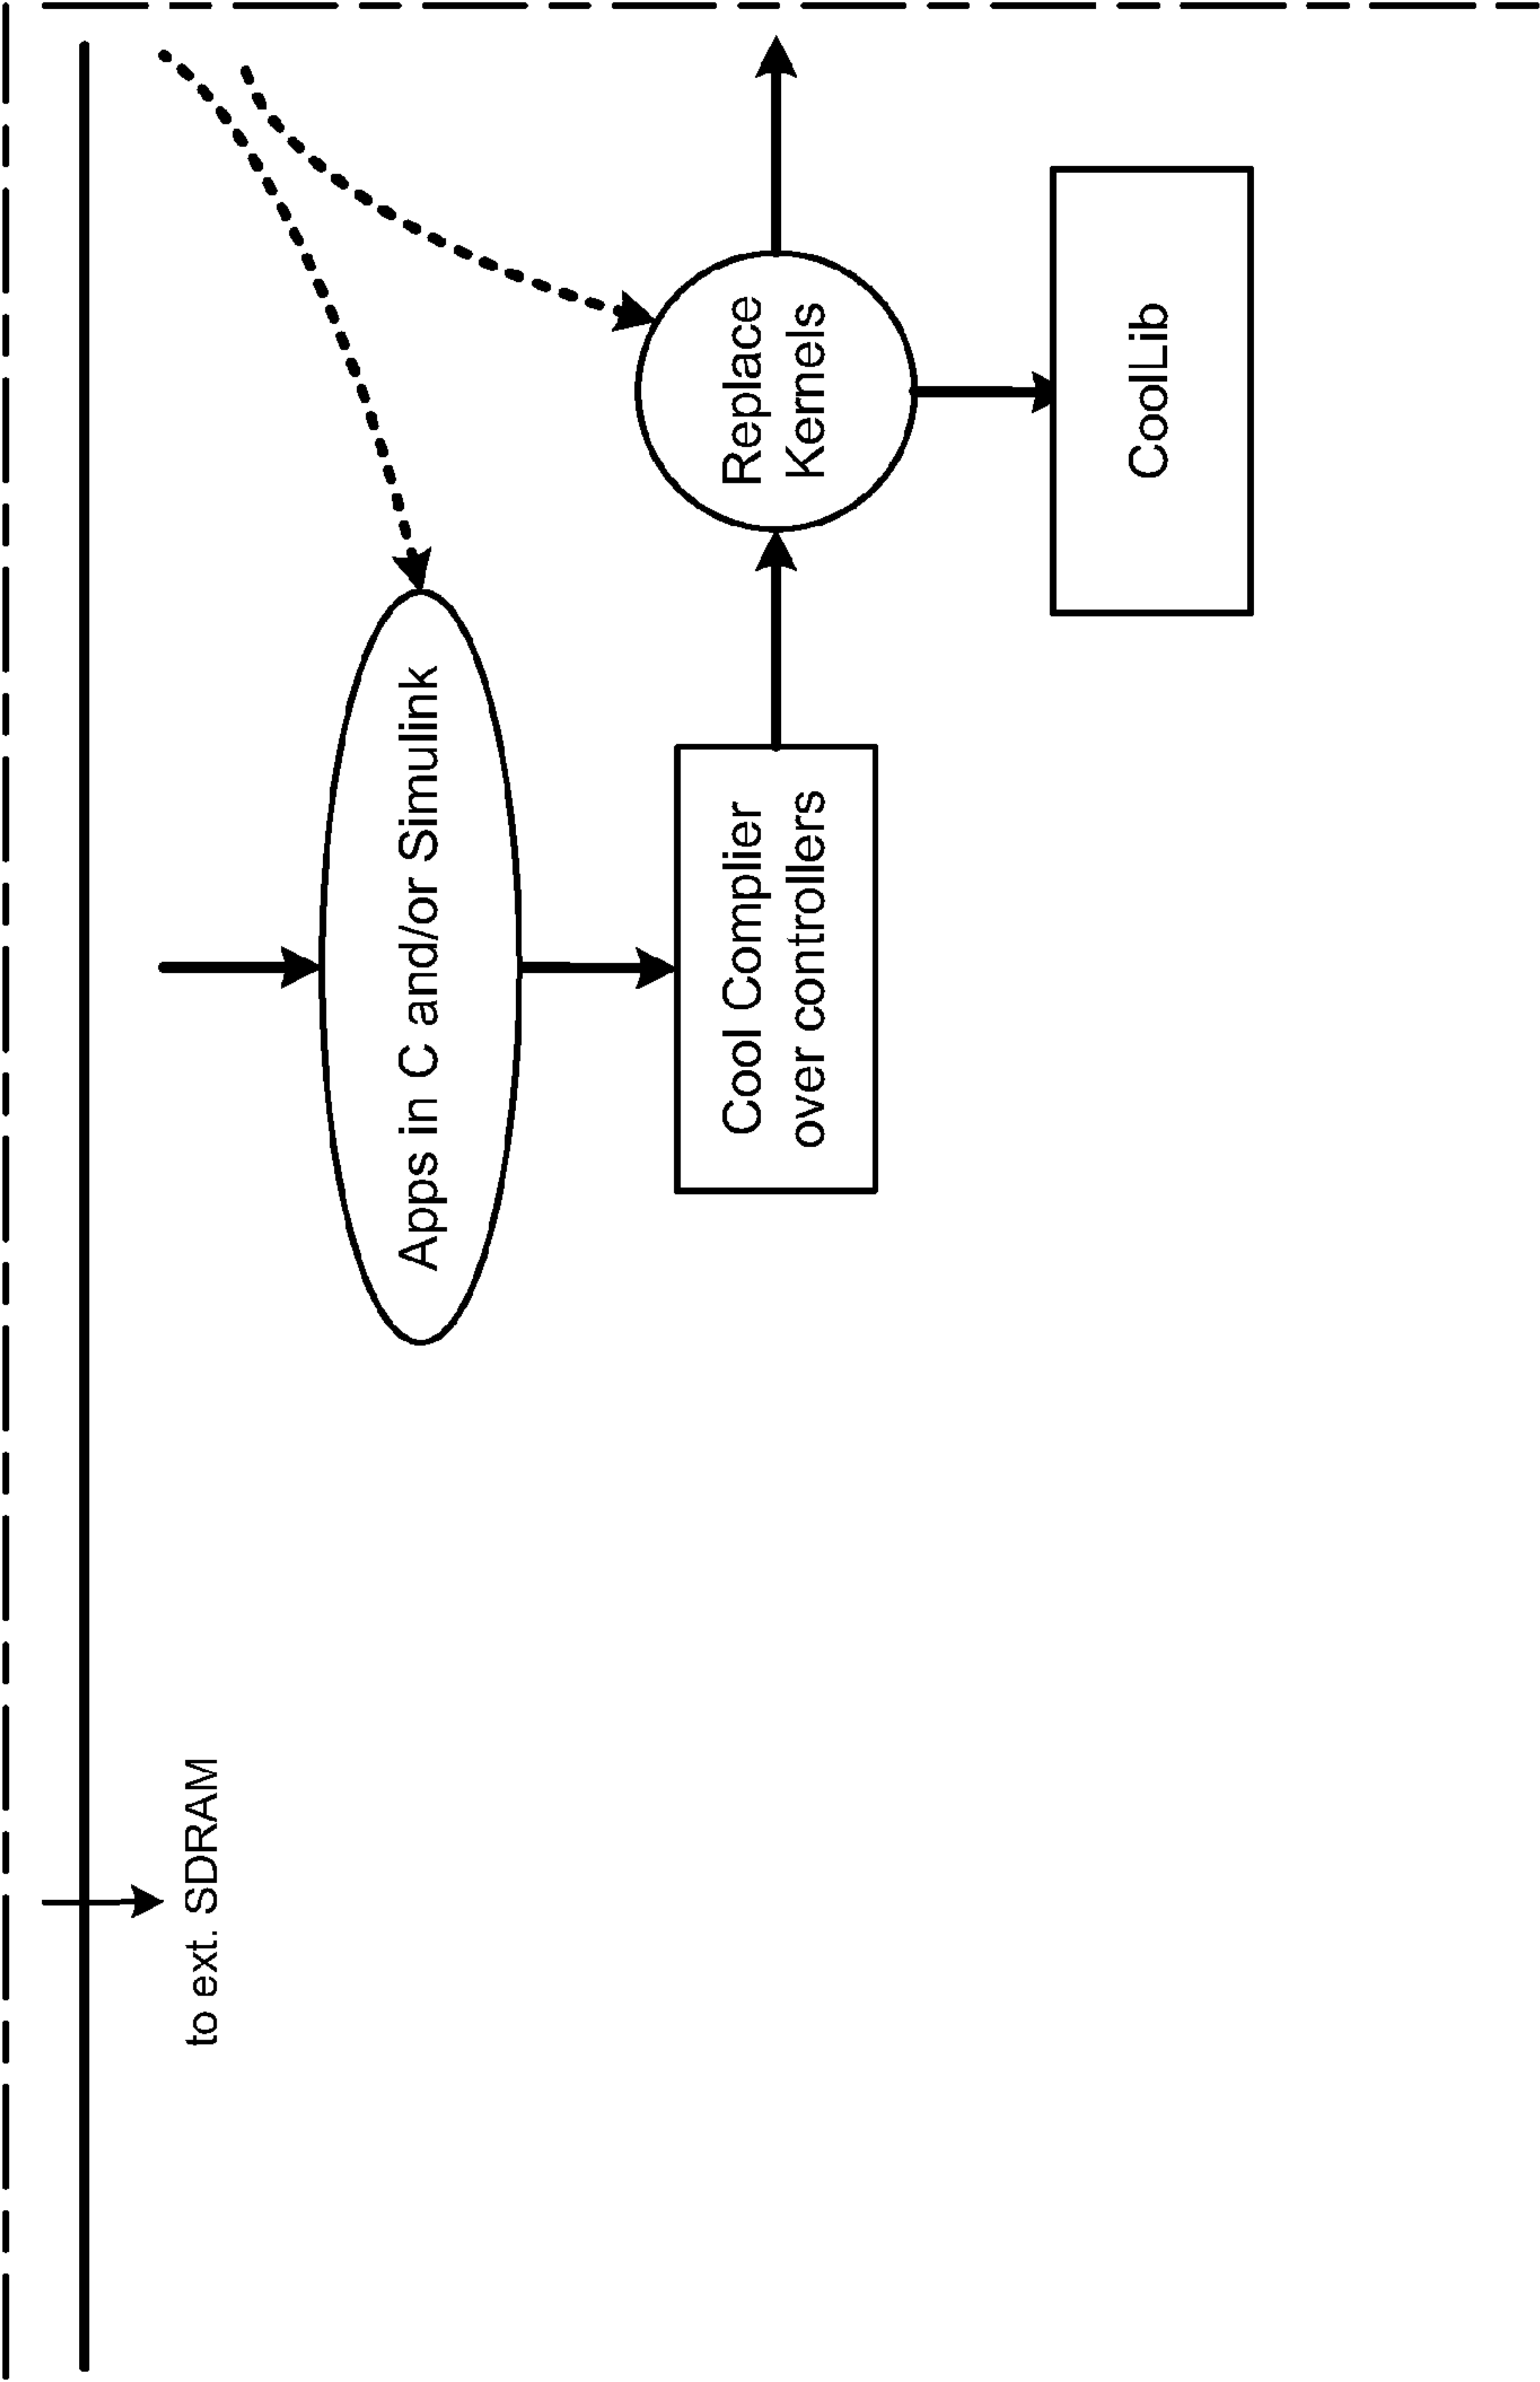 to ext. SDRAM
Apps in C and/or Simulink
Cool Complier
over controllers
Replace
Kernels
CoolLib